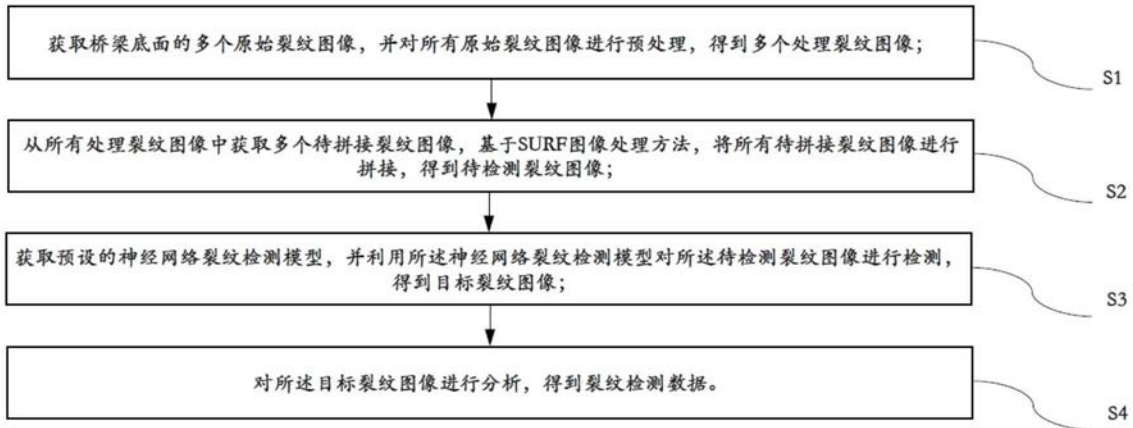 获取桥梁底面的多个原始裂纹图像，并对所有原始裂纹图像进行预处理，得到多个处理裂纹图像；
S1
从所有处理裂纹图像中获取多个待拼接裂纹图像，基于SURF图像处理方法，将所有待拼接裂纹图像进行
拼接，得到待检测裂纹图像；
S2
获取预设的神经网络裂纹检测模型，并利用所述神经网络裂纹检测模型对所述待检测裂纹图像进行检测，
得到目标裂纹图像；
S3
对所述目标裂纹图像进行分析，得到裂纹检测数据。
S4